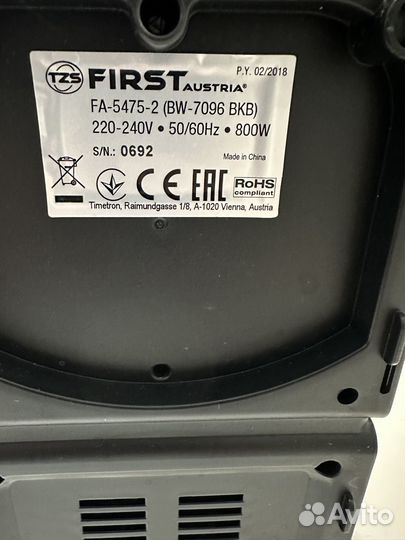 P.Y. 02/2018
TZS FIRST AUSTRIA®
FA-5475-2 (BW-7096 BKB)
220-240V • 50/60Hz • 800W
S/N.: 0692
Made in China
CE EAC RoHS
compliant
Timetron, Raimundgasse 1/8, A-1020 Vienna, Austria
Avito